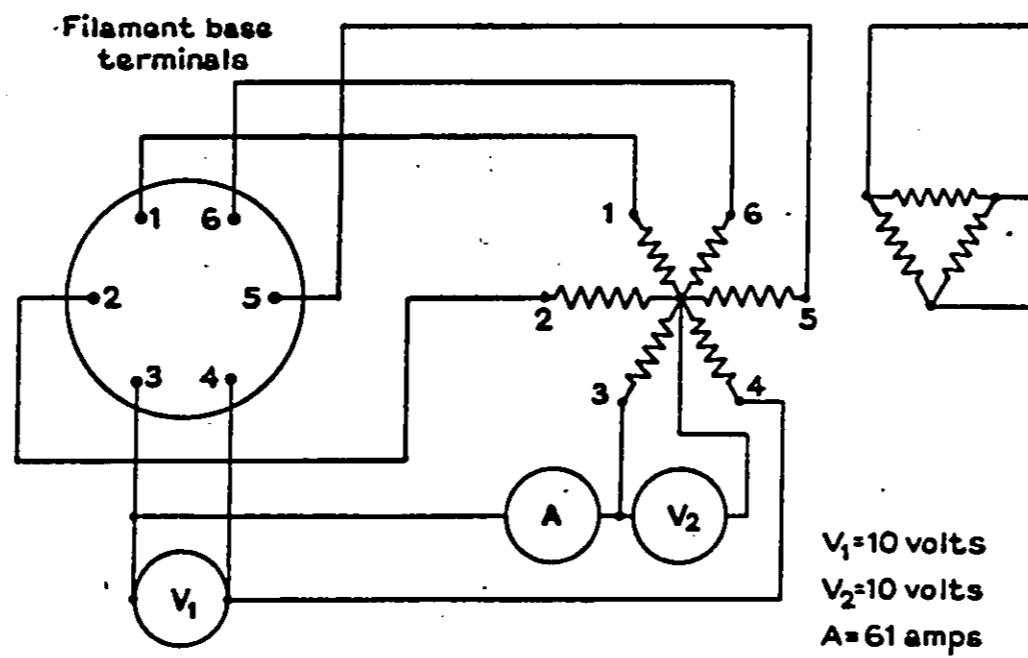 Filament base
terminals
1
6
2
5
3
4
1
6
2
5
3
4
A
V₂
V₁
V₁=10 volts
V₂=10 volts
A=61 amps